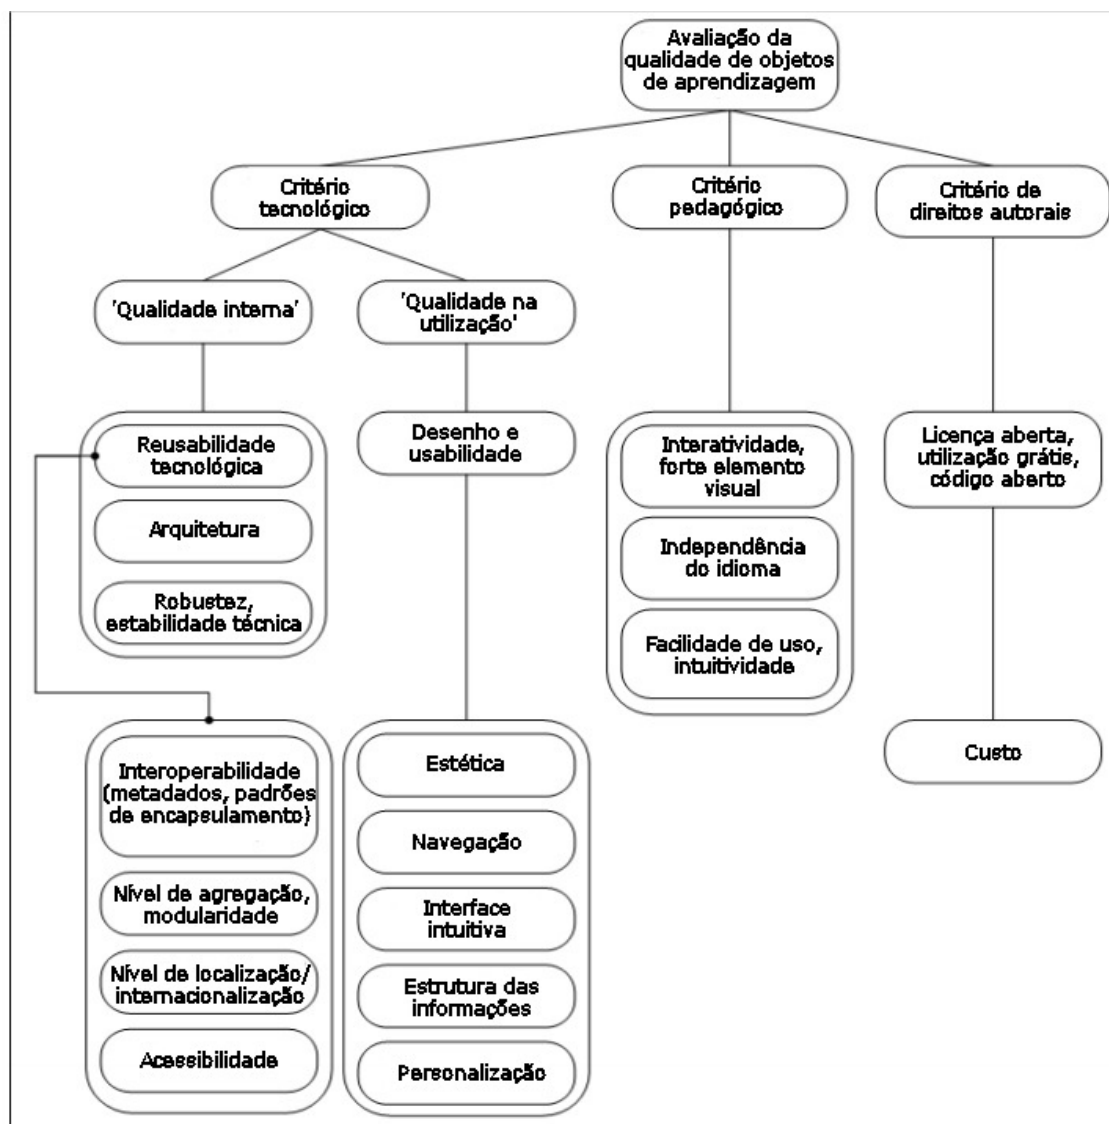 Avaliação da
qualidade de objetos
de aprendizagem
Critério
tecnológico
Critério
pedagógico
Critério de
direitos autorais
'Qualidade interna'
'Qualidade na
utilização'
Reusabilidade
tecnológica
Arquitetura
Robustez,
estabilidade técnica
Desenho e
usabilidade
Interatividade,
forte elemento
visual
Independência
do idioma
Facilidade de uso,
intuitividade
Licença aberta,
utilização grátis,
código aberto
Interoperabilidade
(metadados, padrões
de encapsulamento)
Nível de agregação,
modularidade
Nível de localização/
internacionalização
Acessibilidade
Estética
Navegação
Interface
intuitiva
Estrutura das
informações
Personalização
Custo